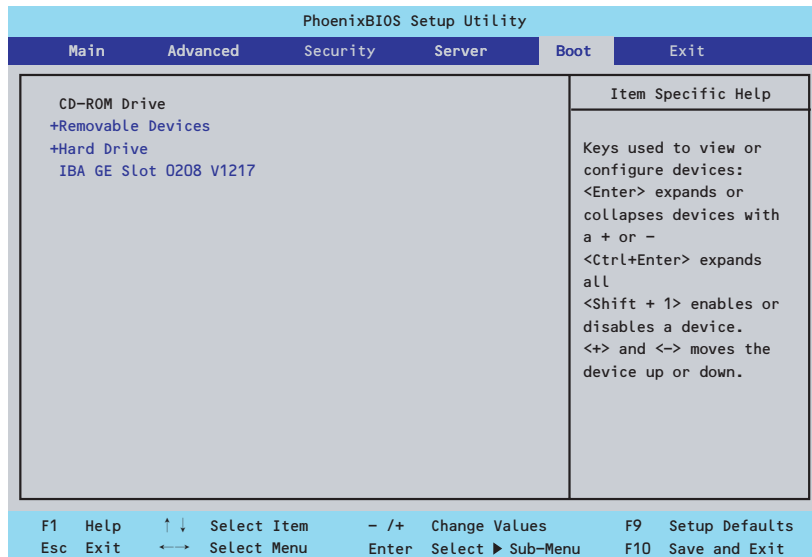 PhoenixBIOS Setup Utility
Main Advanced Security Server Boot Exit
CD-ROM Drive
+Removable Devices
+Hard Drive
IBA GE Slot 0208 V1217
Item Specific Help
Keys used to view or
configure devices:
<Enter> expands or
collapses devices with
a + or -
<Ctrl+Enter> expands
all
<Shift + 1> enables or
disables a device.
<+> and <-> moves the
device up or down.
F1 Help ↑↓ Select Item - /+ Change Values F9 Setup Defaults
Esc Exit ←→ Select Menu Enter Select ▶ Sub-Menu F10 Save and Exit